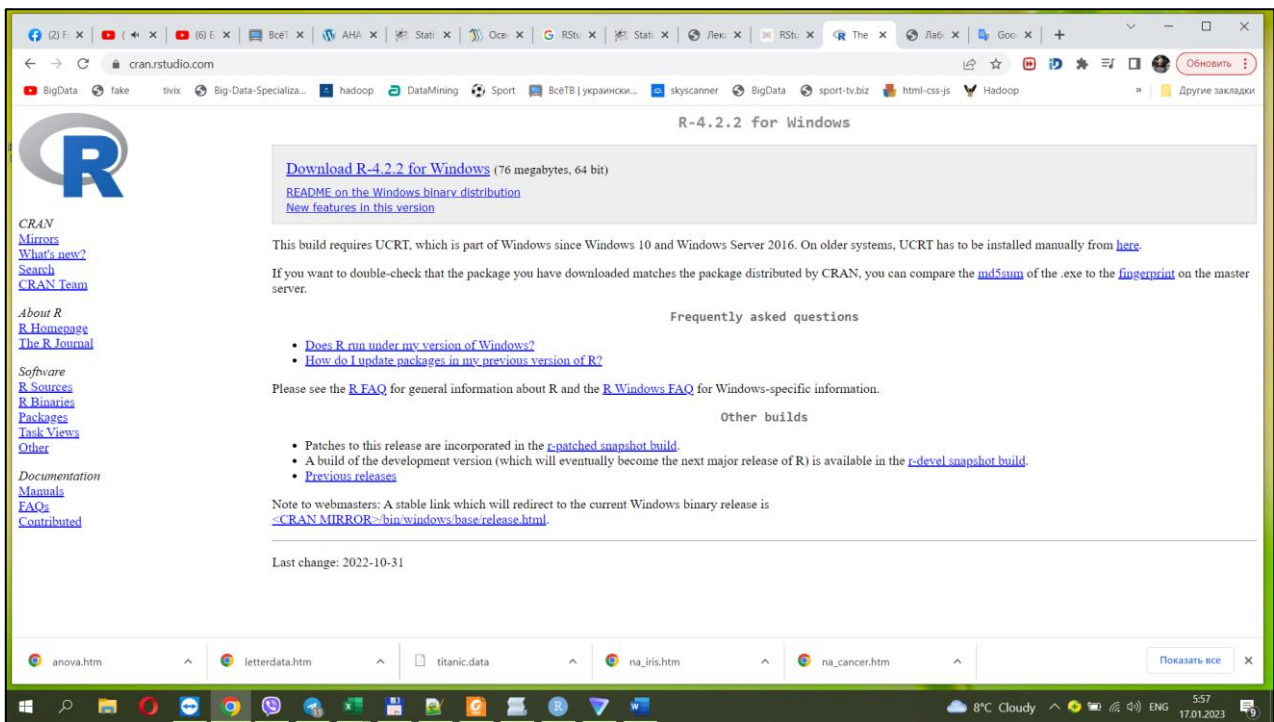 (2) F
(6) Б
ВсёТ
АНА
Stati
Осві
RStu
Stati
Лекі
RStu
The
Лаб
Goo
cran.rstudio.com
Обновить
BigData
fake
tivix
Big-Data-Specializa...
hadoop
DataMining
Sport
ВсёТВ | украински...
skyscanner
BigData
sport-tv.biz
html-css-js
Hadoop
»
Другие закладки
R
CRAN
Mirrors
What's new?
Search
CRAN Team
About R
R Homepage
The R Journal
Software
R Sources
R Binaries
Packages
Task Views
Other
Documentation
Manuals
FAQs
Contributed
R-4.2.2 for Windows
Download R-4.2.2 for Windows (76 megabytes, 64 bit)
README on the Windows binary distribution
New features in this version
This build requires UCRT, which is part of Windows since Windows 10 and Windows Server 2016. On older systems, UCRT has to be installed manually from here.
If you want to double-check that the package you have downloaded matches the package distributed by CRAN, you can compare the md5sum of the .exe to the fingerprint on the master
server.
Frequently asked questions
• Does R run under my version of Windows?
• How do I update packages in my previous version of R?
Please see the R FAQ for general information about R and the R Windows FAQ for Windows-specific information.
Other builds
• Patches to this release are incorporated in the r-patched snapshot build.
• A build of the development version (which will eventually become the next major release of R) is available in the r-devel snapshot build.
• Previous releases
Note to webmasters: A stable link which will redirect to the current Windows binary release is
<CRAN MIRROR>/bin/windows/base/release.html.
Last change: 2022-10-31
anova.htm
letterdata.htm
titanic.data
na_iris.htm
na_cancer.htm
Показать все
8°C Cloudy
ENG
5:57
17.01.2023